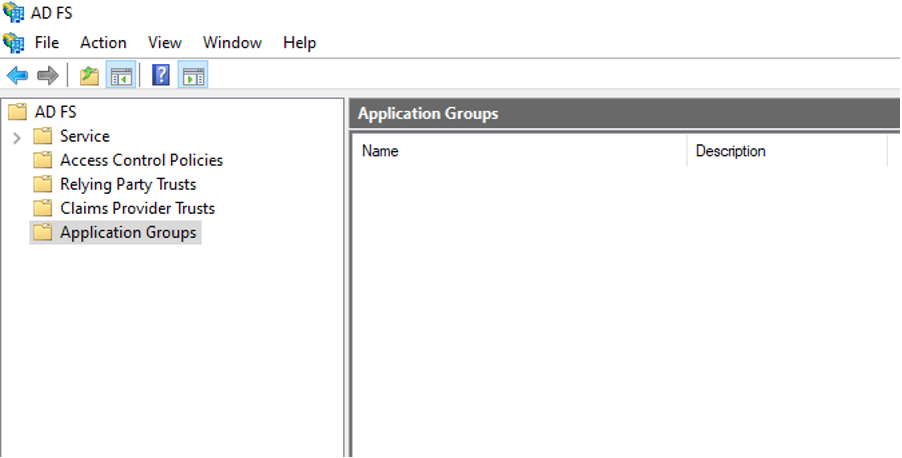 AD FS
File Action View Window Help
AD FS
Service
Access Control Policies
Relying Party Trusts
Claims Provider Trusts
Application Groups
Application Groups
Name Description